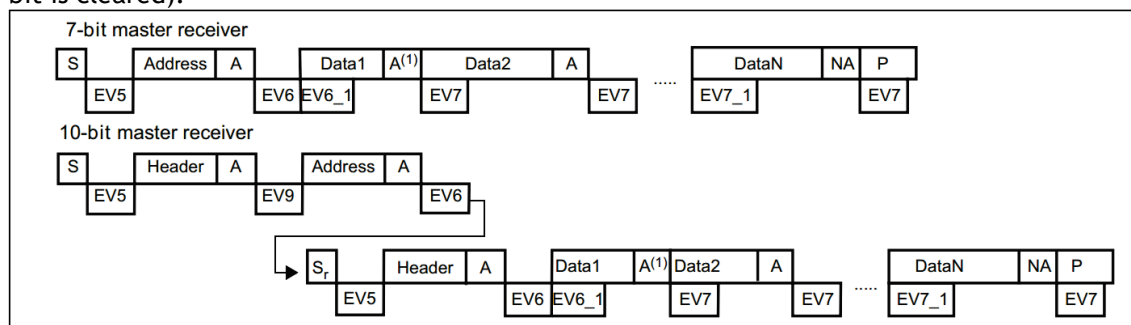 bit is cleared).
7-bit master receiver
S Address A Data1 A(1) Data2 A ..... DataN NA P
EV5 EV6 EV6_1 EV7 EV7 EV7_1 EV7
10-bit master receiver
S Header A Address A
EV5 EV9 EV6
Sr Header A Data1 A(1) Data2 A ..... DataN NA P
EV5 EV6 EV6_1 EV7 EV7 EV7_1 EV7